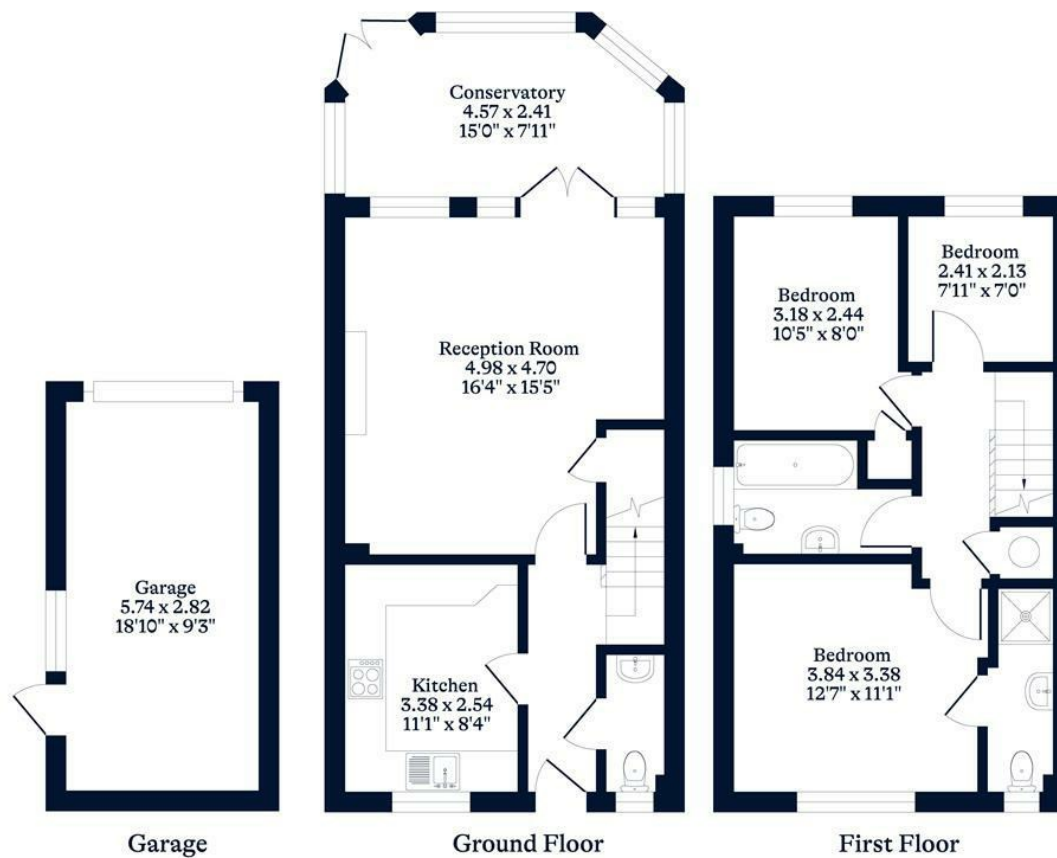 Conservatory
4.57 x 2.41
15'0" x 7'11"
Bedroom
2.41 x 2.13
7'11" x 7'0"
Bedroom
3.18 x 2.44
10'5" x 8'0"
Reception Room
4.98 x 4.70
16'4" x 15'5"
Garage
5.74 x 2.82
18'10" x 9'3"
Kitchen
3.38 x 2.54
11'1" x 8'4"
Bedroom
3.84 x 3.38
12'7" x 11'1"
Garage
Ground Floor
First Floor